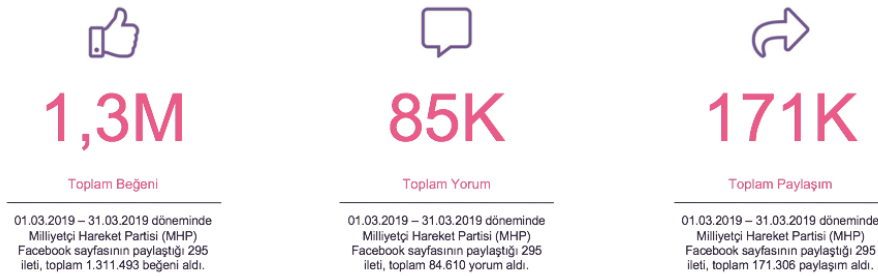 1,3M
Toplam Beğeni
01.03.2019 – 31.03.2019 döneminde
Milliyetçi Hareket Partisi (MHP)
Facebook sayfasının paylaştığı 295
ileti, toplam 1.311.493 beğeni aldı.
85K
Toplam Yorum
01.03.2019 – 31.03.2019 döneminde
Milliyetçi Hareket Partisi (MHP)
Facebook sayfasının paylaştığı 295
ileti, toplam 84.610 yorum aldı.
171K
Toplam Paylaşım
01.03.2019 – 31.03.2019 döneminde
Milliyetçi Hareket Partisi (MHP)
Facebook sayfasının paylaştığı 295
ileti, toplam 171.306 paylaşım aldı.